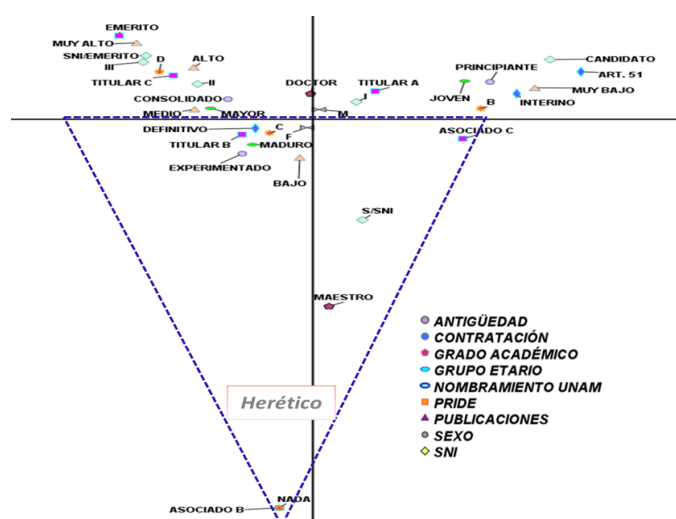 EMERITO
MUY ALTO
SNI/EMERITO
III
D
ALTO
TITULAR C
II
CONSOLIDADO
MEDIO
MAYOR
DOCTOR
TITULAR A
I
M
PRINCIPIANTE
CANDIDATO
ART. 51
JOVEN
B
INTERINO
MUY BAJO
DEFINITIVO
C
F
ASOCIADO C
TITULAR B
MADURO
EXPERIMENTADO
BAJO
S/SNI
MAESTRO
ANTIGÜEDAD
CONTRATACIÓN
GRADO ACADÉMICO
GRUPO ETARIO
NOMBRAMIENTO UNAM
PRIDE
PUBLICACIONES
SEXO
SNI
Herético
NADA
ASOCIADO B